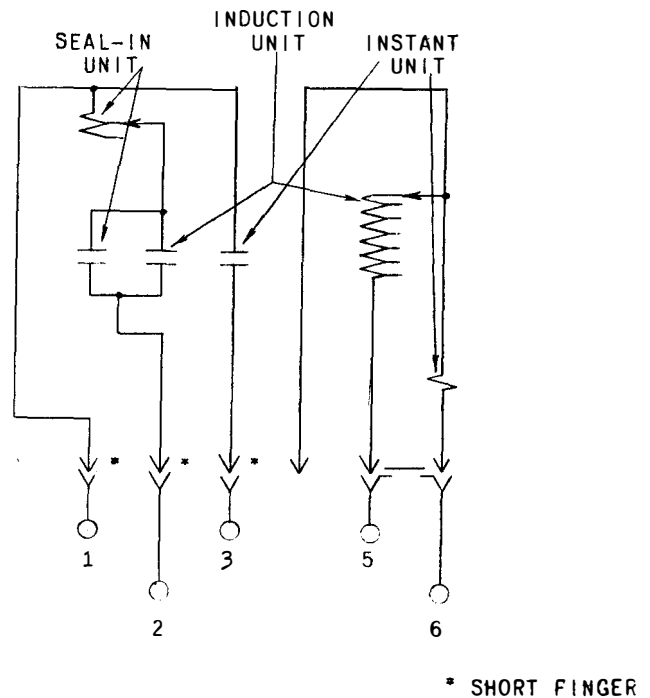 INDUCTION
UNIT
SEAL-IN
UNIT
INSTANT
UNIT
*
*
*
1
3
5
2
6
* SHORT FINGER